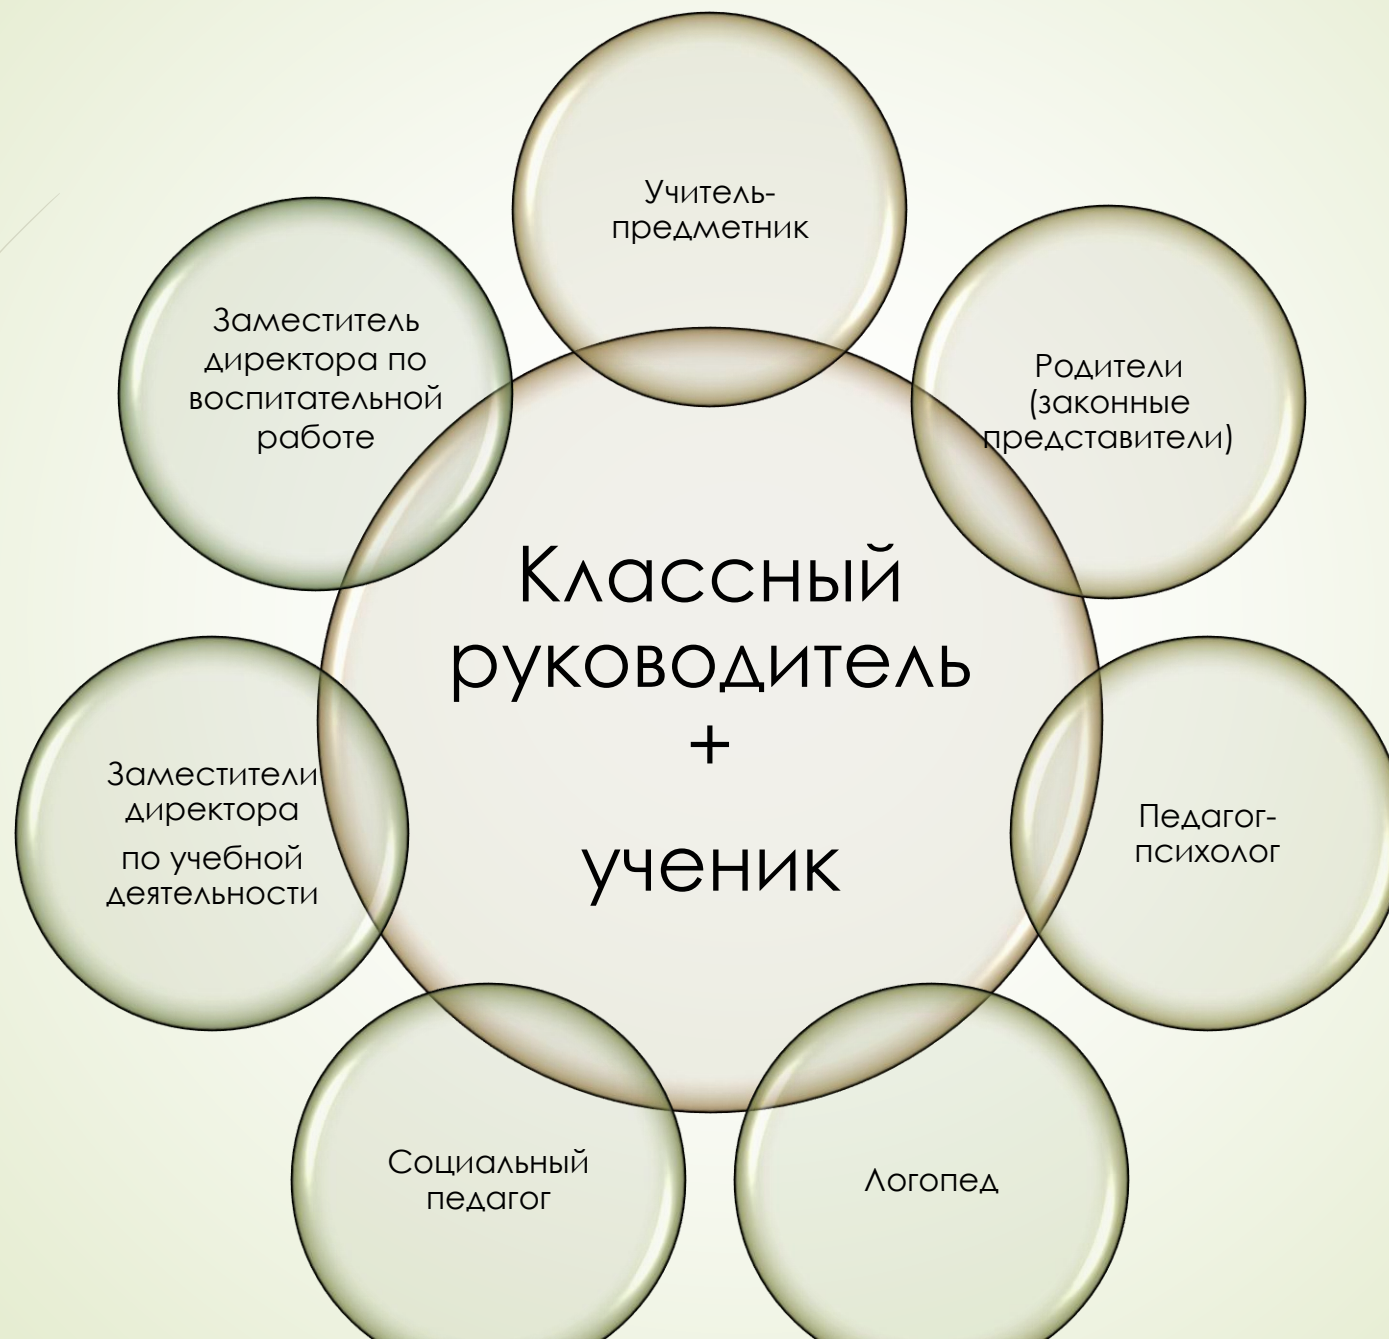 Учитель-
предметник
Заместитель
директора по
воспитательной
работе
Родители
(законные
представители)
Классный
руководитель
+
ученик
Заместители
директора
по учебной
деятельности
Педагог-
психолог
Социальный
педагог
Логопед